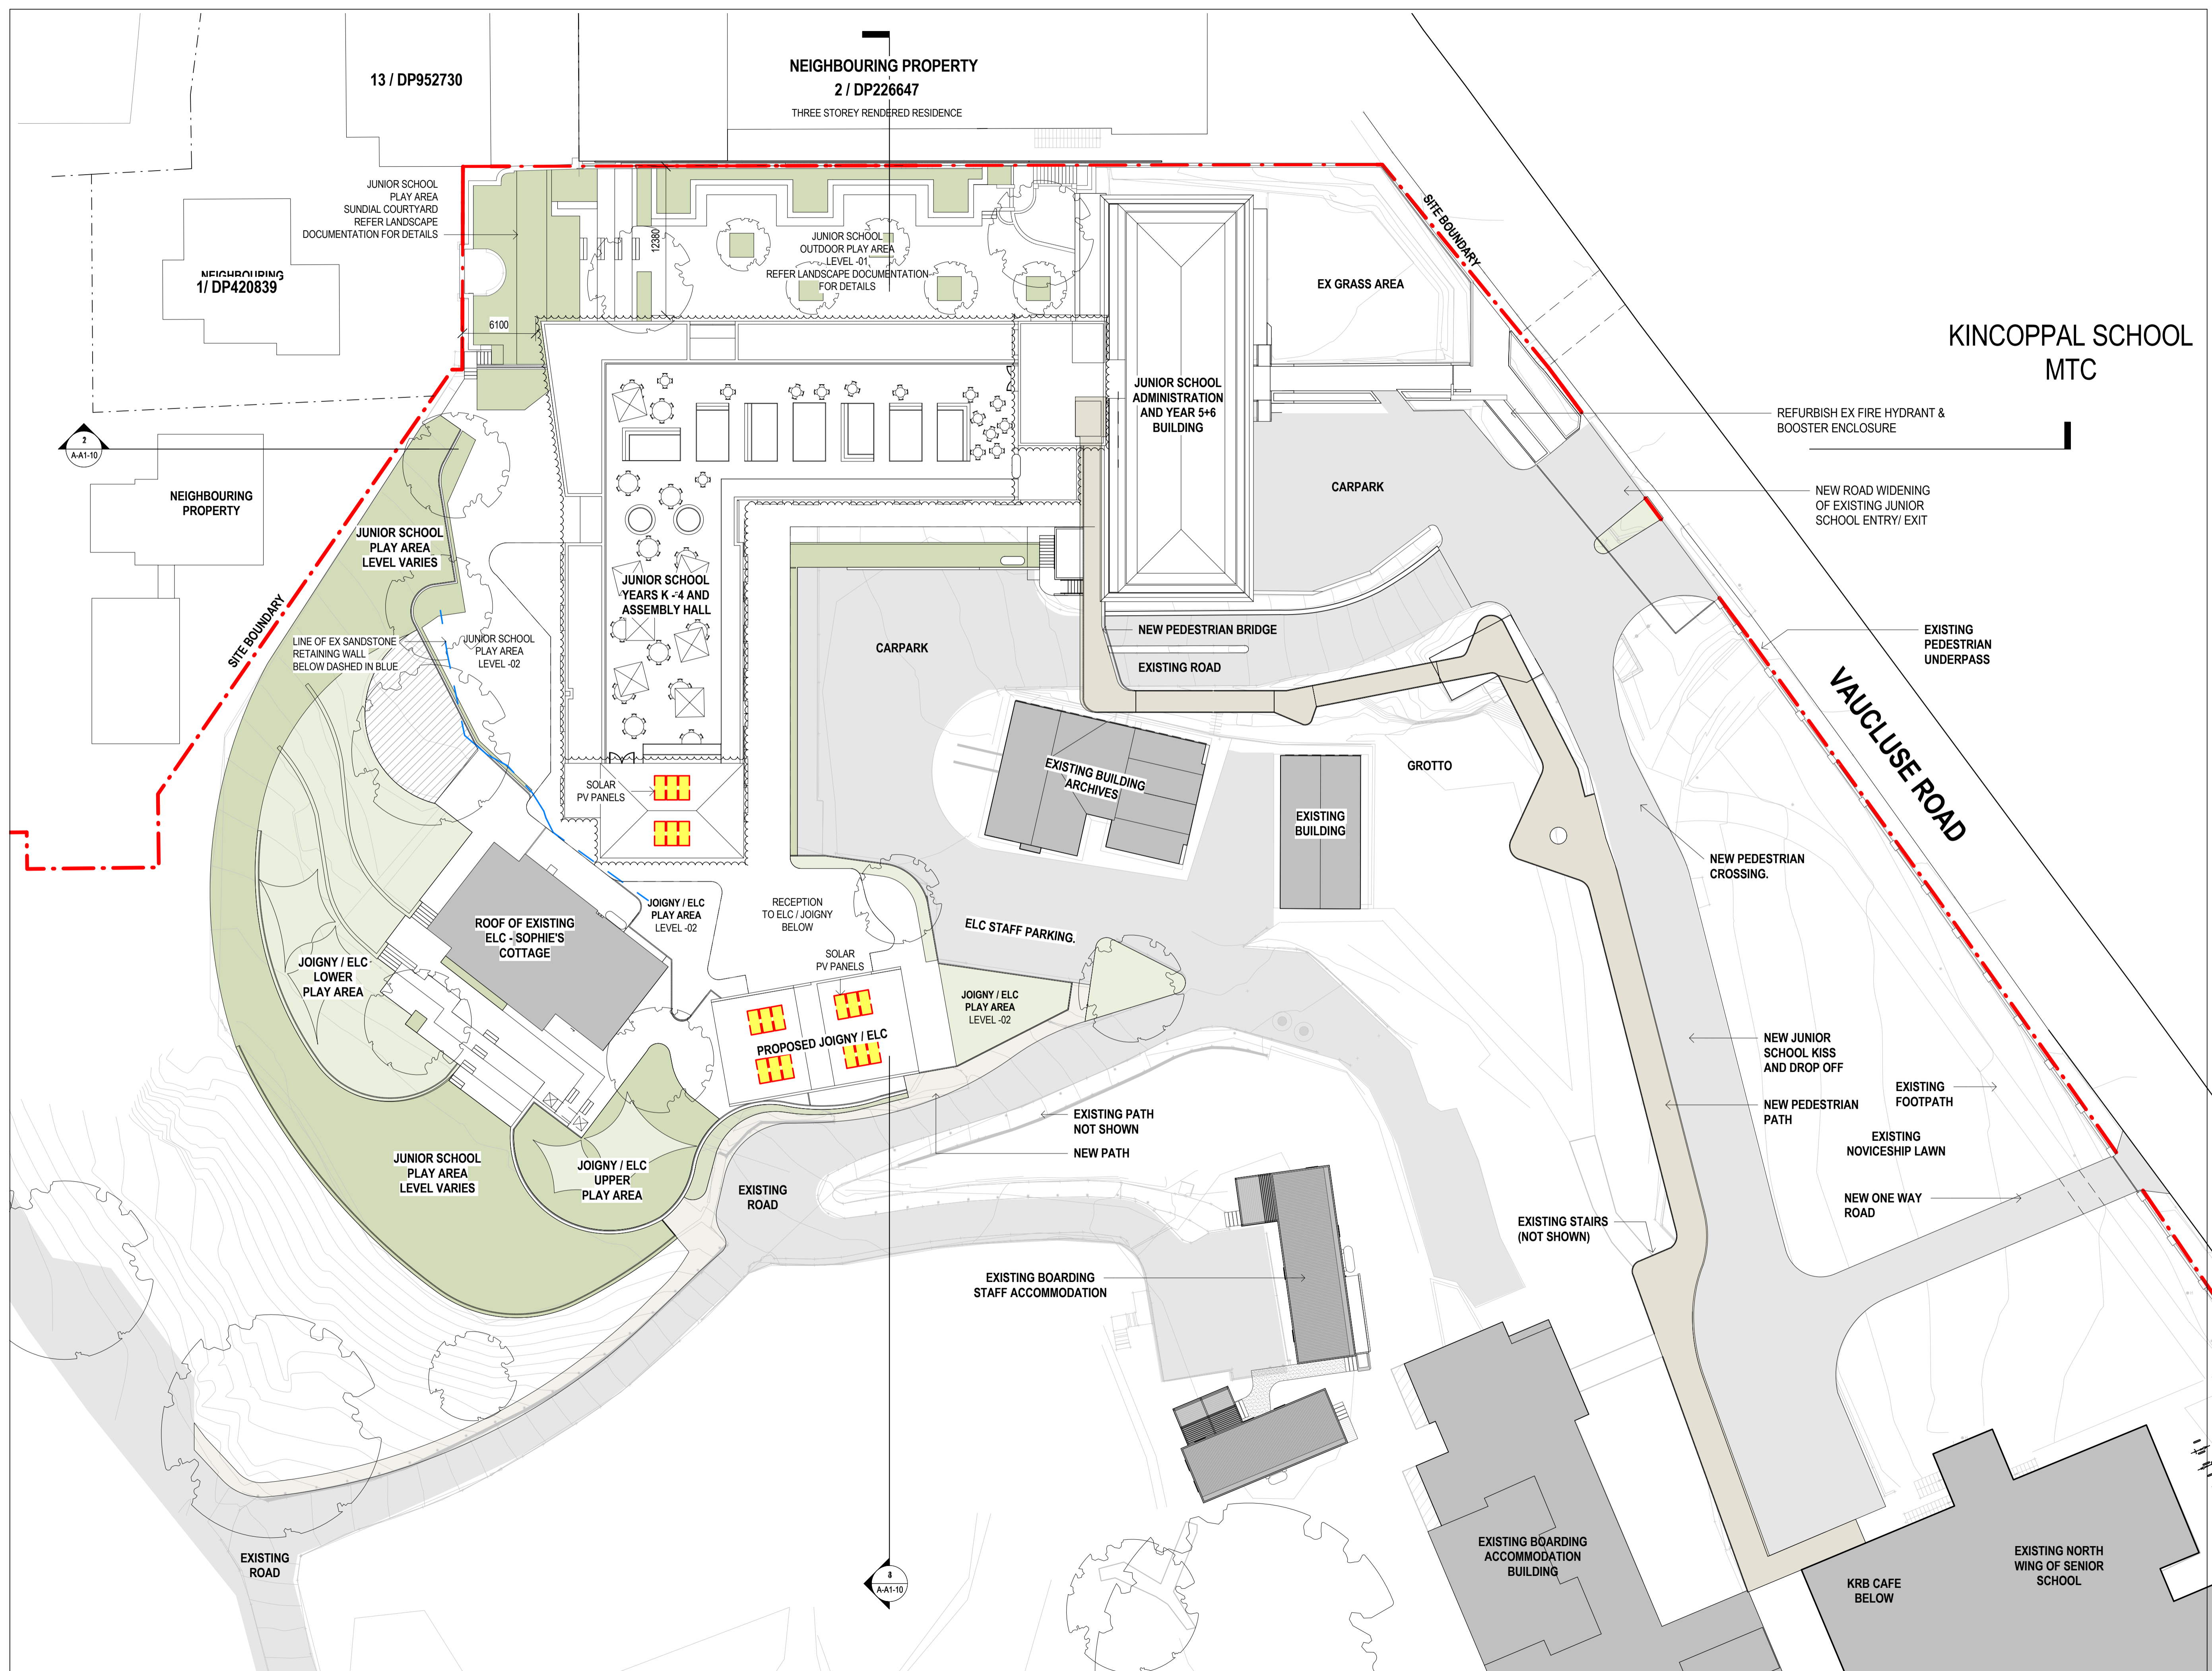 13 / DP952730
NEIGHBOURING PROPERTY
2 / DP226647
THREE STOREY RENDERED RESIDENCE
JUNIOR SCHOOL
PLAY AREA
SUNDIAL COURTYARD
REFER LANDSCAPE
DOCUMENTATION FOR DETAILS
NEIGHBOURING
1/ DP420839
12380
6100
JUNIOR SCHOOL
OUTDOOR PLAY AREA
LEVEL -01
REFER LANDSCAPE DOCUMENTATION
FOR DETAILS
SITE BOUNDARY
EX GRASS AREA
KINCOPPAL SCHOOL
MTC
JUNIOR SCHOOL
ADMINISTRATION
AND YEAR 5+6
BUILDING
REFURBISH EX FIRE HYDRANT &
BOOSTER ENCLOSURE
2
A-A1-10
NEIGHBOURING
PROPERTY
CARPARK
NEW ROAD WIDENING
OF EXISTING JUNIOR
SCHOOL ENTRY/ EXIT
JUNIOR SCHOOL
PLAY AREA
LEVEL VARIES
JUNIOR SCHOOL
YEARS K - 4 AND
ASSEMBLY HALL
SITE BOUNDARY
LINE OF EX SANDSTONE
RETAINING WALL
BELOW DASHED IN BLUE
JUNIOR SCHOOL
PLAY AREA
LEVEL -02
CARPARK
NEW PEDESTRIAN BRIDGE
EXISTING ROAD
EXISTING
PEDESTRIAN
UNDERPASS
VAUCLUSE ROAD
SOLAR
PV PANELS
EXISTING BUILDING
ARCHIVES
GROTTO
EXISTING
BUILDING
NEW PEDESTRIAN
CROSSING.
ROOF OF EXISTING
ELC - SOPHIE'S
COTTAGE
JOIGNY / ELC
PLAY AREA
LEVEL -02
RECEPTION
TO ELC / JOIGNY
BELOW
ELC STAFF PARKING.
SOLAR
PV PANELS
JOIGNY / ELC
LOWER
PLAY AREA
JOIGNY / ELC
PLAY AREA
LEVEL -02
PROPOSED JOIGNY / ELC
NEW JUNIOR
SCHOOL KISS
AND DROP OFF
EXISTING
FOOTPATH
NEW PEDESTRIAN
PATH
EXISTING PATH
NOT SHOWN
NEW PATH
EXISTING
NOVICESHIP LAWN
JUNIOR SCHOOL
PLAY AREA
LEVEL VARIES
JOIGNY / ELC
UPPER
PLAY AREA
EXISTING
ROAD
NEW ONE WAY
ROAD
EXISTING STAIRS
(NOT SHOWN)
EXISTING BOARDING
STAFF ACCOMMODATION
EXISTING
ROAD
A-A1-10
EXISTING BOARDING
ACCOMMODATION
BUILDING
KRB CAFE
BELOW
EXISTING NORTH
WING OF SENIOR
SCHOOL